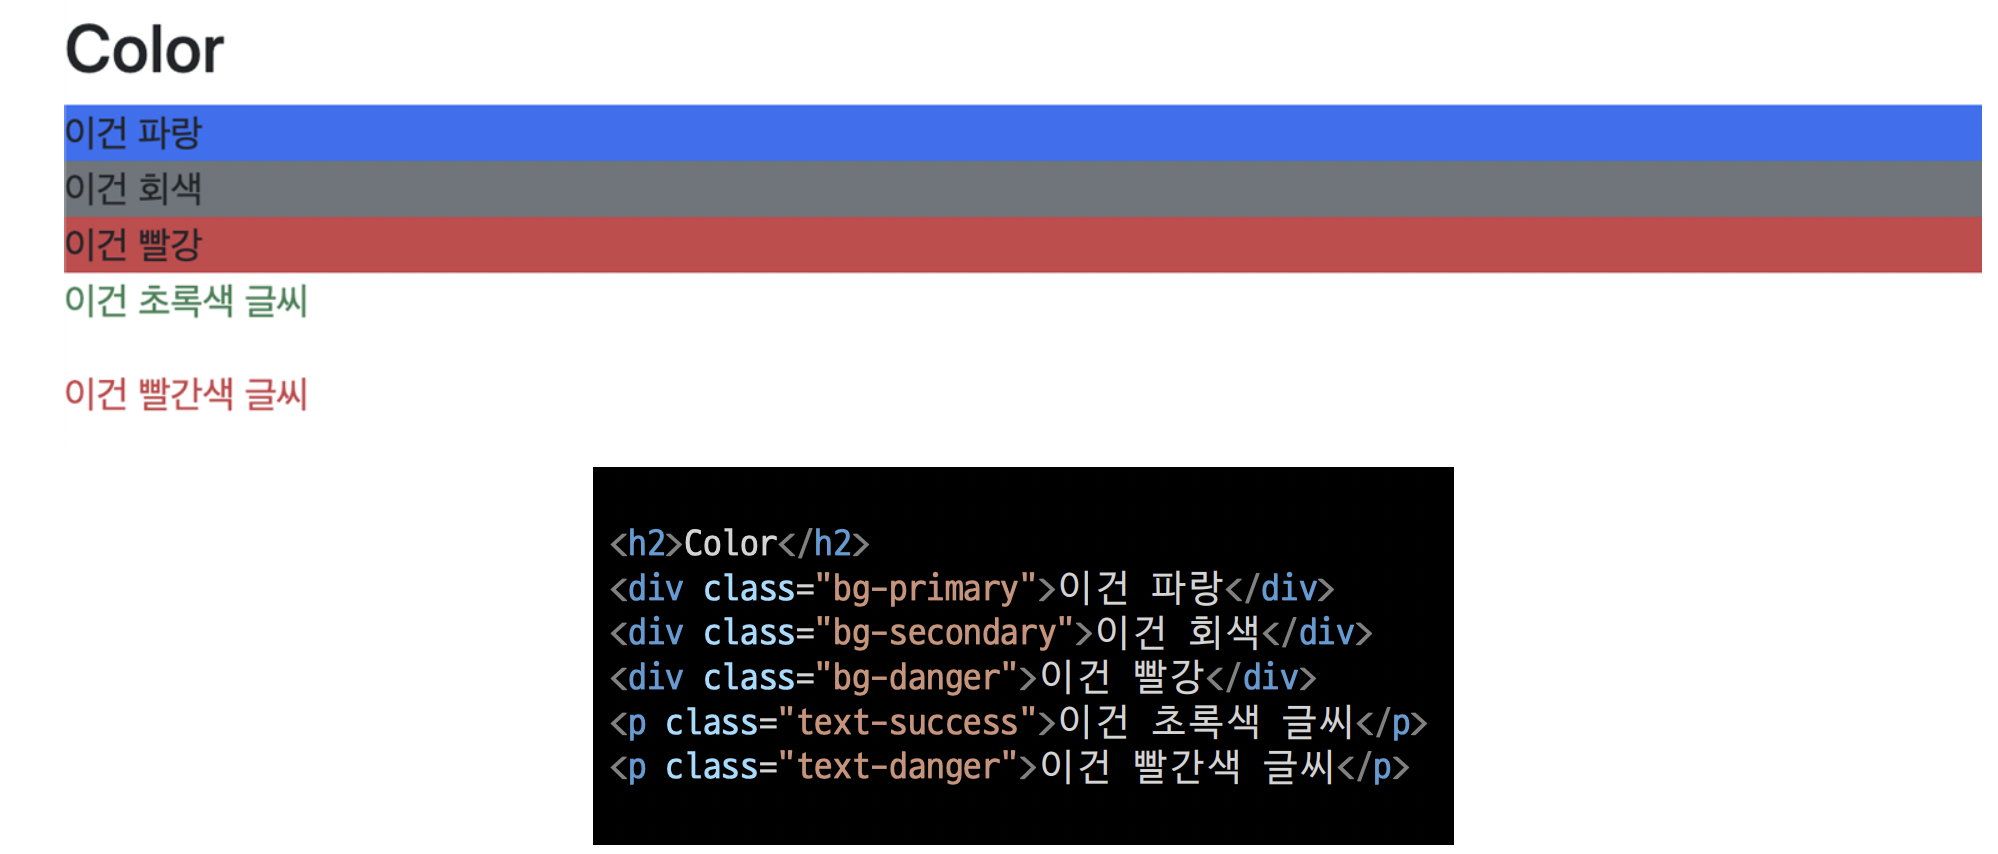 Color
이건 파랑
이건 회색
이건 빨강
이건 초록색 글씨
이건 빨간색 글씨
<h2>Color</h2>
<div class="bg-primary">이건 파랑</div>
<div class="bg-secondary">이건 회색</div>
<div class="bg-danger">이건 빨강</div>
<p class="text-success">이건 초록색 글씨</p>
<p class="text-danger">이건 빨간색 글씨</p>